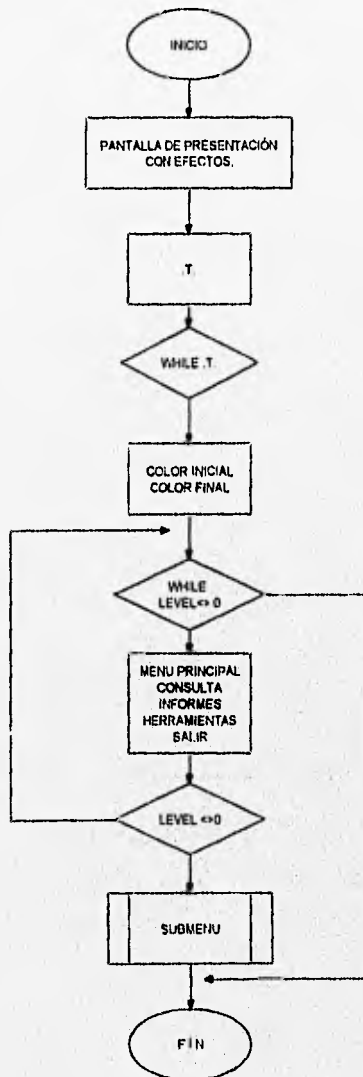 INICIO
PANTALLA DE PRESENTACIÓN
CON EFECTOS.
.T.
WHILE .T.
COLOR INICIAL
COLOR FINAL
WHILE
LEVEL<> 0
MENU PRINCIPAL
CONSULTA
INFORMES
HERRAMIENTAS
SALIR
LEVEL <>0
SUBMENU
FIN